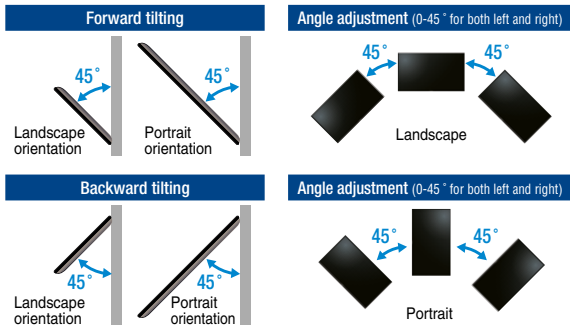 Forward tilting
45˚
45˚
Landscape
orientation
Portrait
orientation
Angle adjustment (0-45 ˚ for both left and right)
45˚
45˚
Landscape
Backward tilting
45˚
45˚
Landscape
orientation
Portrait
orientation
Angle adjustment (0-45 ˚ for both left and right)
45˚
45˚
Portrait